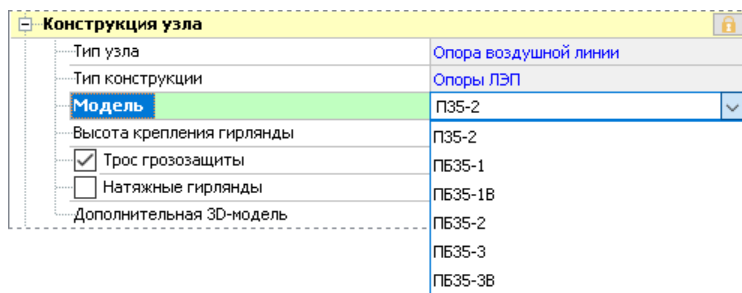 Конструкция узла
Тип узла Опора воздушной линии
Тип конструкции Опоры ЛЭП
Модель П35-2
Высота крепления гирлянды П35-2
Трос грозозащиты ПБ35-1
Натяжные гирлянды ПБ35-1В
Дополнительная 3D-модель ПБ35-2
ПБ35-3
ПБ35-3В